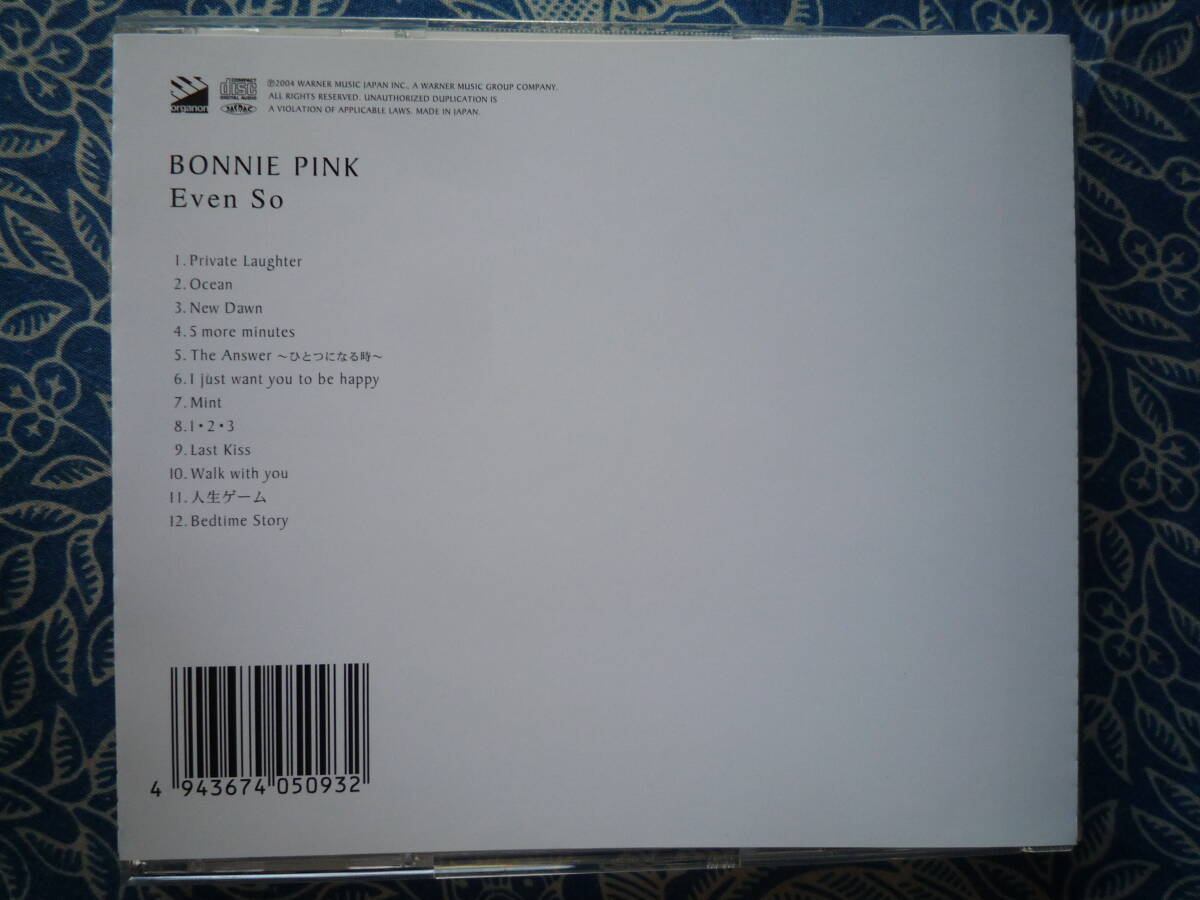 organon
COMPACT
disc
DIGITAL AUDIO
JASRAC
℗2004 WARNER MUSIC JAPAN INC., A WARNER MUSIC GROUP COMPANY.
ALL RIGHTS RESERVED. UNAUTHORIZED DUPLICATION IS
A VIOLATION OF APPLICABLE LAWS. MADE IN JAPAN.
BONNIE PINK
Even So
1. Private Laughter
2. Ocean
3. New Dawn
4. 5 more minutes
5. The Answer 〜ひとつになる時〜
6. I just want you to be happy
7. Mint
8. 1・2・3
9. Last Kiss
10. Walk with you
11. 人生ゲーム
12. Bedtime Story
4 943674 050932